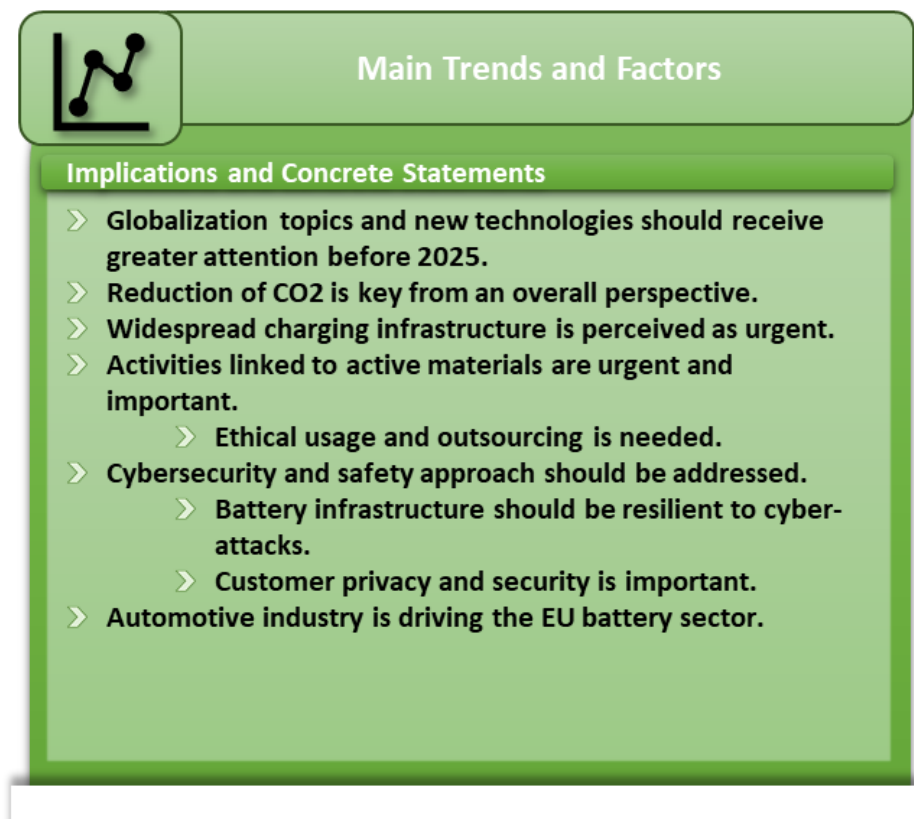 Main Trends and Factors
Implications and Concrete Statements
Globalization topics and new technologies should receive
greater attention before 2025.
Reduction of CO2 is key from an overall perspective.
Widespread charging infrastructure is perceived as urgent.
Activities linked to active materials are urgent and
important.
Ethical usage and outsourcing is needed.
Cybersecurity and safety approach should be addressed.
Battery infrastructure should be resilient to cyber-
attacks.
Customer privacy and security is important.
Automotive industry is driving the EU battery sector.